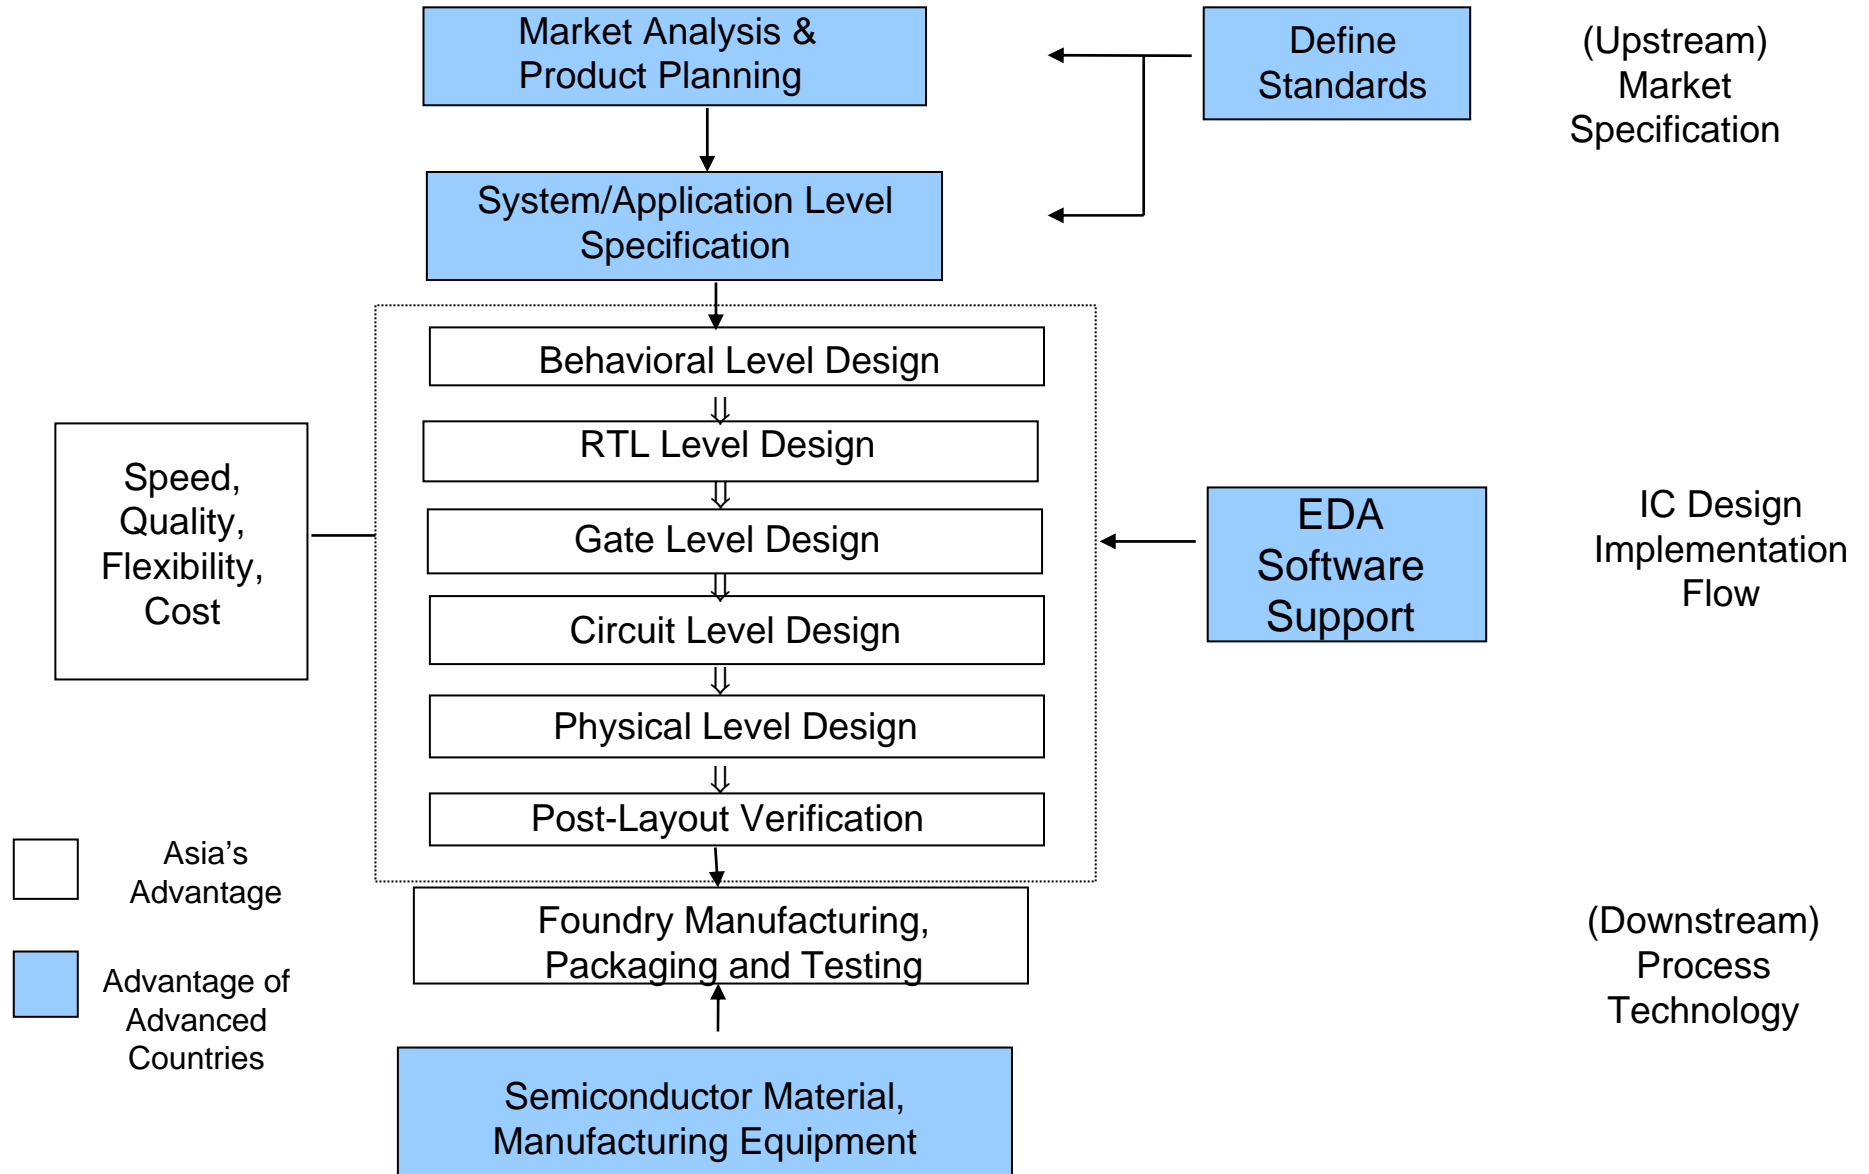 Market Analysis &
Product Planning
Define
Standards
(Upstream)
Market
Specification
System/Application Level
Specification
Behavioral Level Design
RTL Level Design
Gate Level Design
Circuit Level Design
Physical Level Design
Post-Layout Verification
Speed,
Quality,
Flexibility,
Cost
EDA
Software
Support
IC Design
Implementation
Flow
Asia’s
Advantage
Advantage of
Advanced
Countries
Foundry Manufacturing,
Packaging and Testing
(Downstream)
Process
Technology
Semiconductor Material,
Manufacturing Equipment